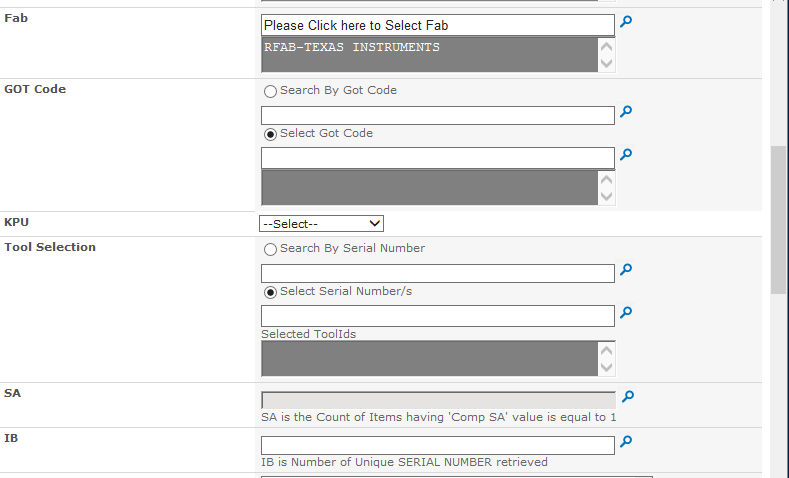 Fab
Please Click here to Select Fab
RFAB-TEXAS INSTRUMENTS
GOT Code
Search By Got Code
Select Got Code
KPU
--Select--
Tool Selection
Search By Serial Number
Select Serial Number/s
Selected ToolIds
SA
SA is the Count of Items having 'Comp SA' value is equal to 1
IB
IB is Number of Unique SERIAL NUMBER retrieved